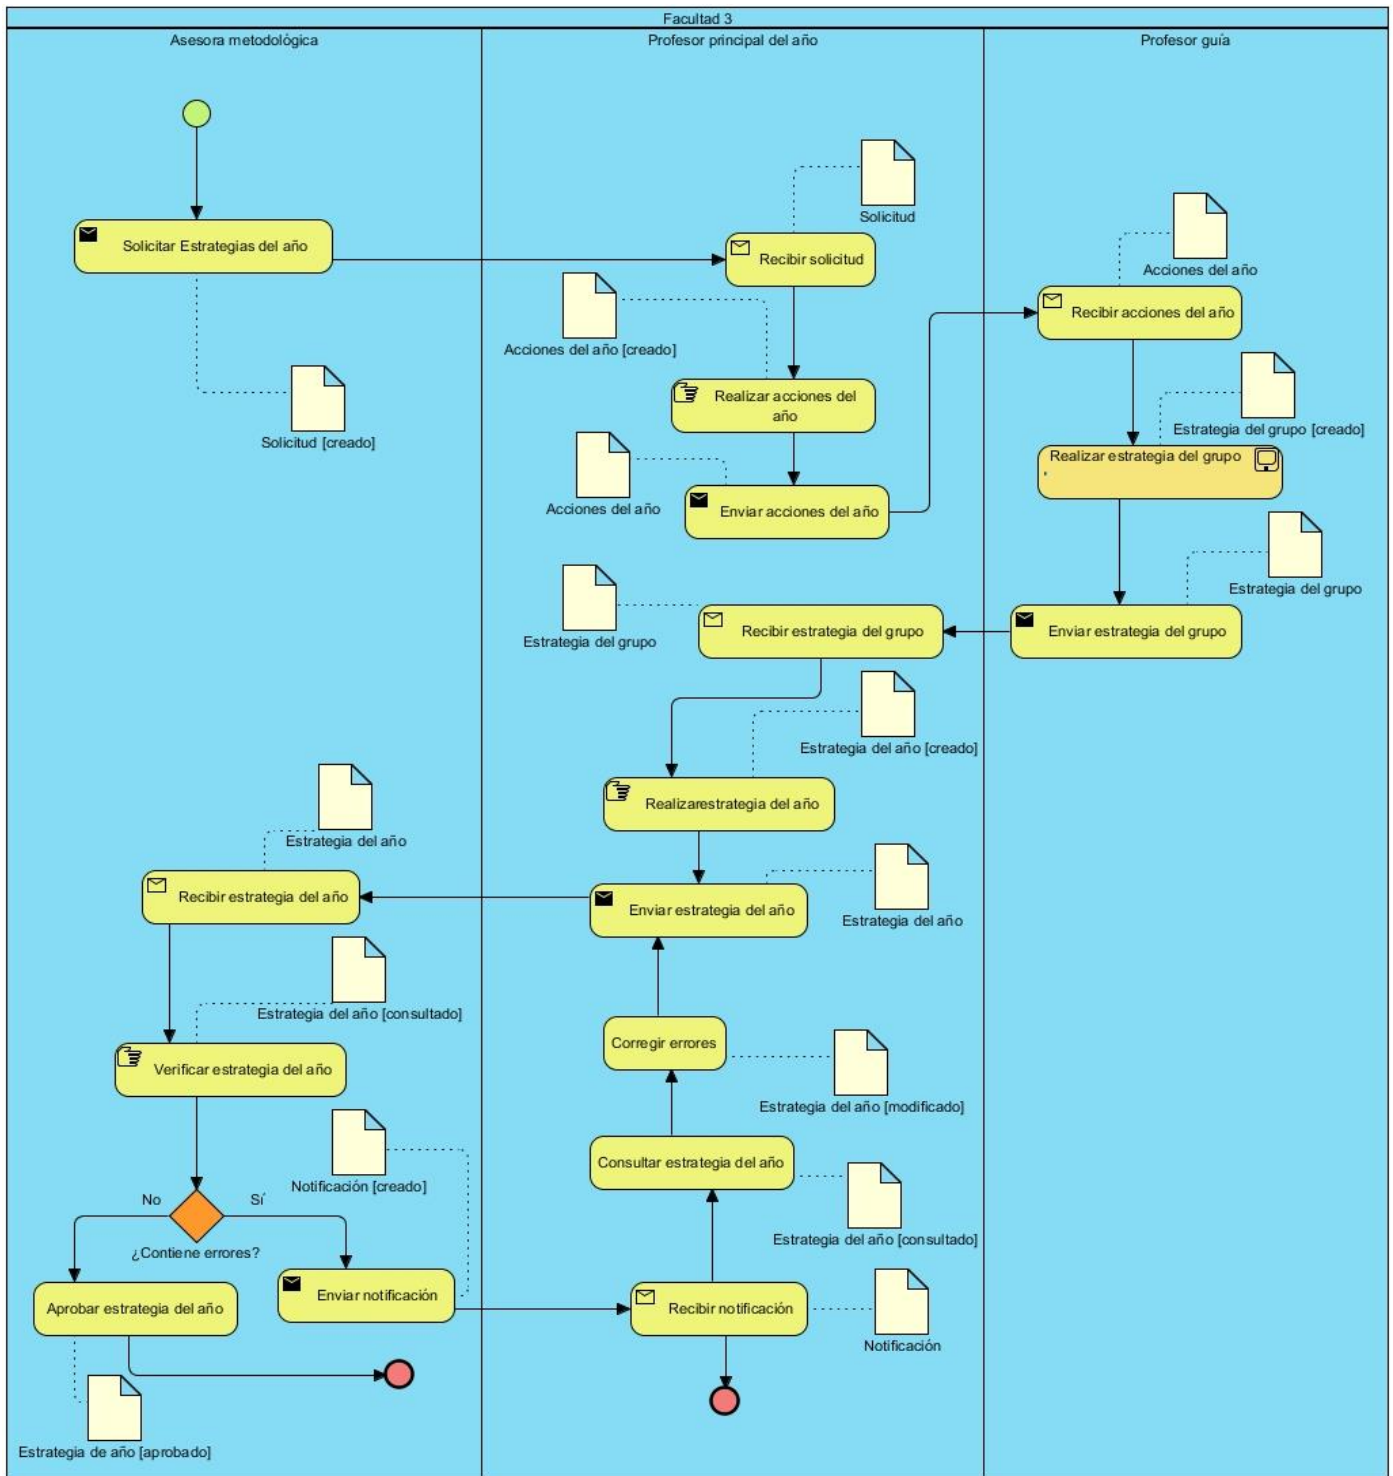 Facultad 3
Asesora metodológica
Profesor principal del año
Profesor guía
Solicitud
Solicitar Estrategias del año
Recibir solicitud
Acciones del año
Recibir acciones del año
Acciones del año [creado]
Realizar acciones del
año
Solicitud [creado]
Estrategia del grupo [creado]
Realizar estrategia del grupo
Acciones del año
Enviar acciones del año
Estrategia del grupo
Estrategia del grupo
Recibir estrategia del grupo
Enviar estrategia del grupo
Estrategia del año [creado]
Realizarestrategia del año
Estrategia del año
Recibir estrategia del año
Enviar estrategia del año
Estrategia del año
Estrategia del año [consultado]
Corregir errores
Verificar estrategia del año
Estrategia del año [modificado]
Consultar estrategia del año
Notificación [creado]
No
Sí
Estrategia del año [consultado]
¿Contiene errores?
Aprobar estrategia del año
Enviar notificación
Recibir notificación
Notificación
Estrategia de año [aprobado]